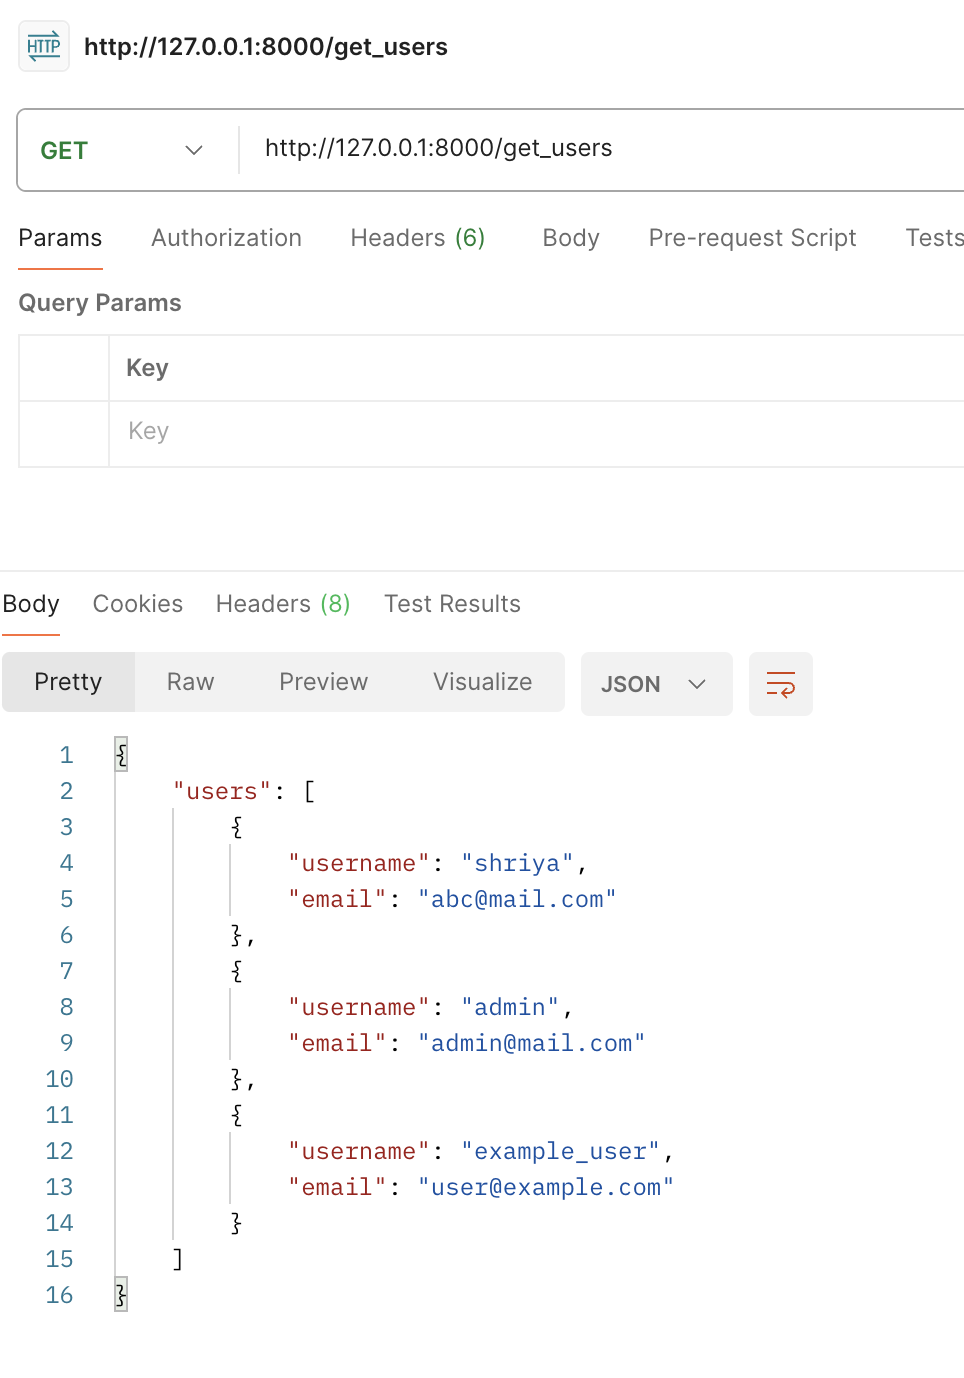 HTTP http://127.0.0.1:8000/get_users
GET http://127.0.0.1:8000/get_users
Params Authorization Headers (6) Body Pre-request Script Tests
Query Params
Key
Key
Body Cookies Headers (8) Test Results
Pretty Raw Preview Visualize JSON
1 {
2 "users": [
3 {
4 "username": "shriya",
5 "email": "abc@mail.com"
6 },
7 {
8 "username": "admin",
9 "email": "admin@mail.com"
10 },
11 {
12 "username": "example_user",
13 "email": "user@example.com"
14 }
15 ]
16 }